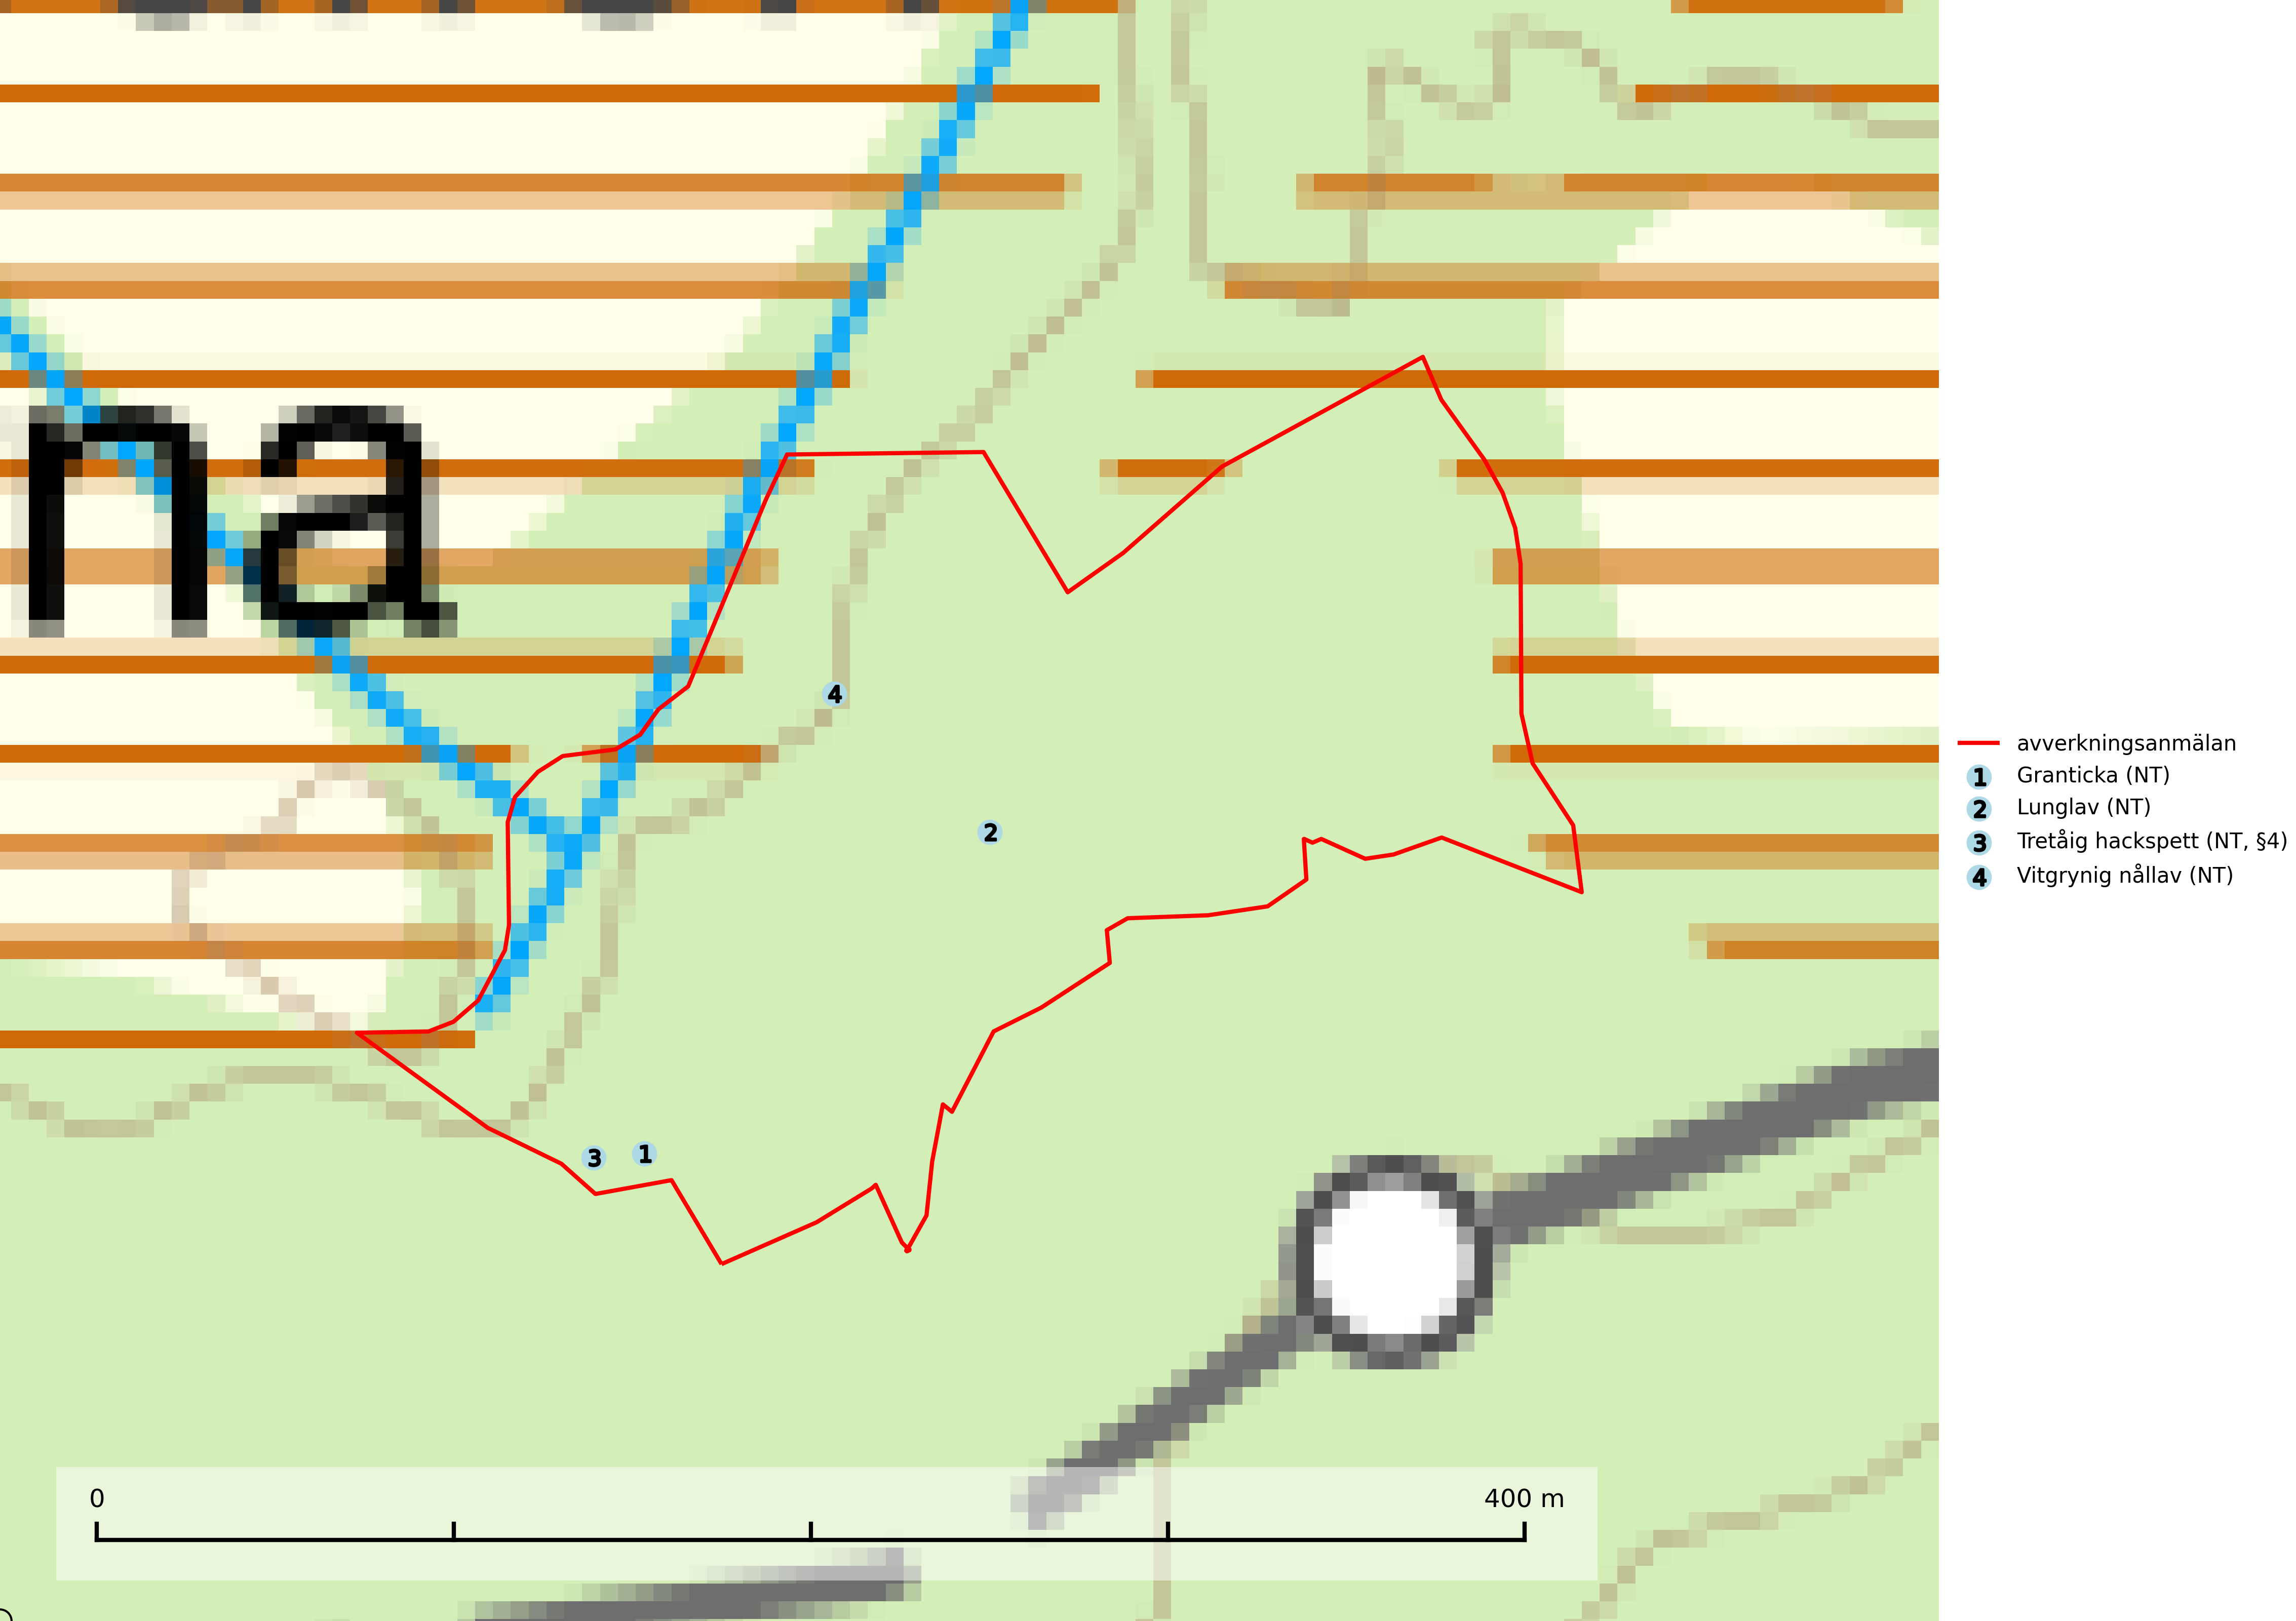 na
4
2
3
1
0
400 m
avverkningsanmälan
1 Granticka (NT)
2 Lunglav (NT)
3 Tretåig hackspett (NT, §4)
4 Vitgrynig nållav (NT)